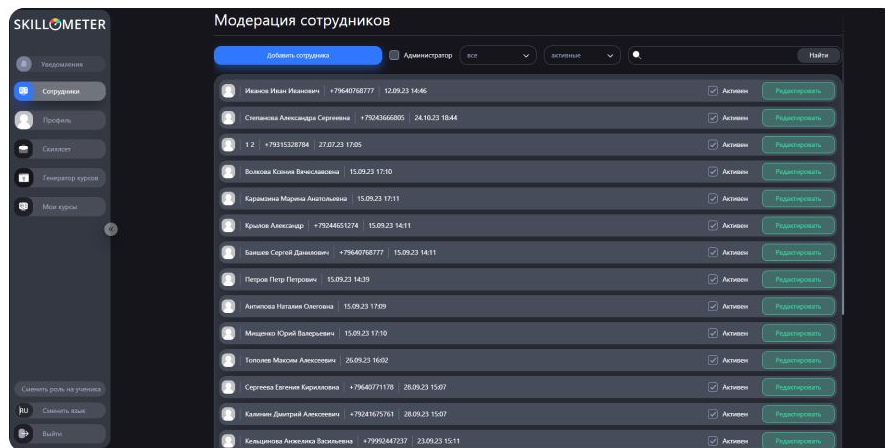 SKILLOMETER
Уведомления
Сотрудники
Профиль
Скиллсет
Генератор курсов
Мои курсы
Сменить роль на ученика
RU Сменить язык
Выйти
Модерация сотрудников
Добавить сотрудника Администратор все активные Найти
Иванов Иван Иванович +79640768777 12.09.23 14:46 Активен Редактировать
Степанова Александра Сергеевна +79243666805 24.10.23 18:44 Активен Редактировать
1 2 +79315328784 27.07.23 17:05 Активен Редактировать
Волкова Ксения Вячеславовна 15.09.23 17:10 Активен Редактировать
Карамзина Марина Анатольевна 15.09.23 17:11 Активен Редактировать
Крылов Александр +79244651274 15.09.23 14:11 Активен Редактировать
Баишев Сергей Данилович +79640768777 15.09.23 14:11 Активен Редактировать
Петров Петр Петрович 15.09.23 14:39 Активен Редактировать
Антипова Наталия Олеговна 15.09.23 17:09 Активен Редактировать
Мищенко Юрий Валерьевич 15.09.23 17:10 Активен Редактировать
Тополев Максим Алексеевич 26.09.23 16:02 Активен Редактировать
Сергеева Евгения Кирилловна +79640771178 28.09.23 15:07 Активен Редактировать
Калинин Дмитрий Алексеевич +79241675761 28.09.23 15:07 Активен Редактировать
Кельцинова Анжелика Васильевна +79992447237 23.09.23 15:11 Активен Редактировать